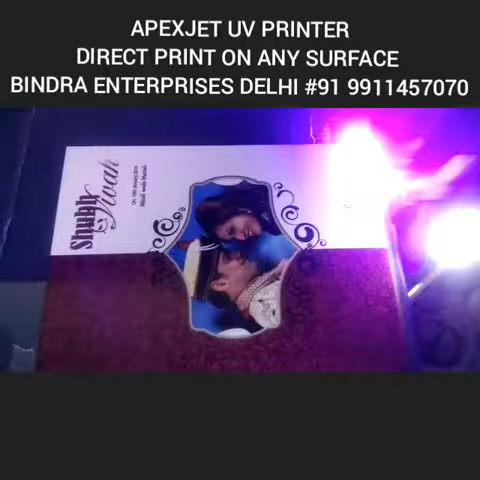 APEXJET UV PRINTER
DIRECT PRINT ON ANY SURFACE
BINDRA ENTERPRISES DELHI #91 9911457070
Shubh
Vivah